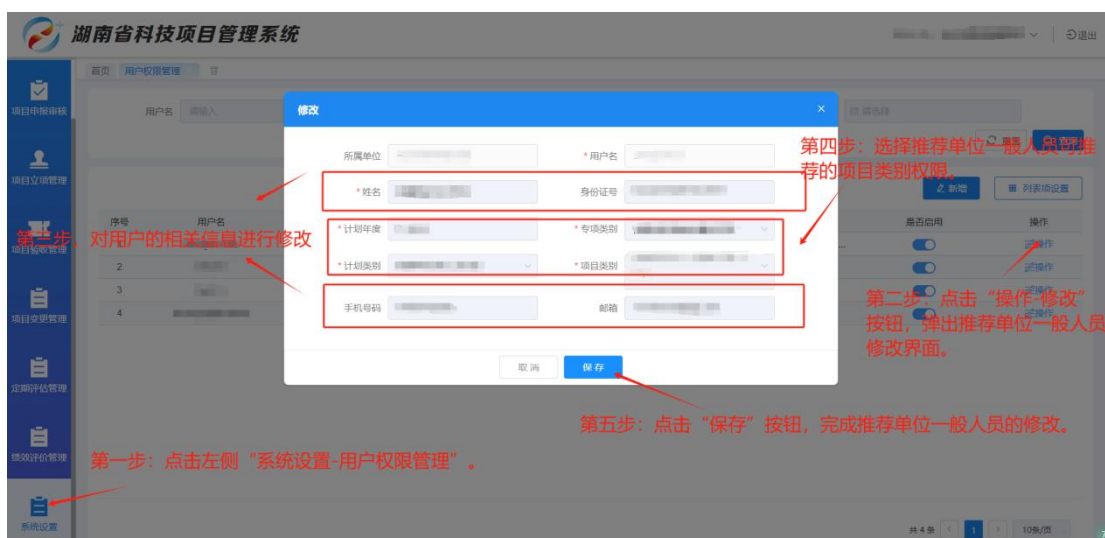 湖南省科技项目管理系统
退出
首页 用户权限管理
项目申报审核
用户名 请输入
请选择
查询
修改
所属单位
*用户名
*姓名
身份证号
*计划年度
*专项类别
*计划类别
*项目类别
手机号码
邮箱
取消 保存
第四步：选择推荐单位一般人员可推
荐的项目类别权限。
项目立项管理
新增 列表项设置
序号 用户名 是否启用 操作
第三步，对用户的相关信息进行修改
项目验收管理
操作
2 操作
3 操作
4 操作
第二步：点击“操作-修改”
按钮，弹出推荐单位一般人员
修改界面。
项目变更管理
定期评估管理
第五步：点击“保存”按钮，完成推荐单位一般人员的修改。
绩效评价管理
第一步：点击左侧“系统设置-用户权限管理”。
系统设置
共 4 条 1 10条/页